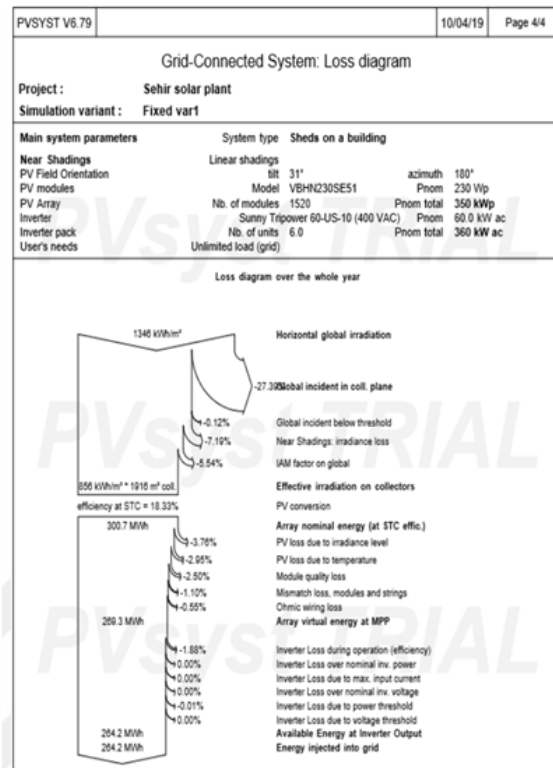 PVSYST V6.79 10/04/19 Page 4/4
Grid-Connected System: Loss diagram
Project : Sehir solar plant
Simulation variant : Fixed var1
Main system parameters System type Sheds on a building
Near Shadings Linear shadings
PV Field Orientation tilt 31° azimuth 180°
PV modules Model VBHN230SE51 Pnom 230 Wp
PV Array Nb. of modules 1520 Pnom total 350 kWp
Inverter Sunny Tripower 60-US-10 (400 VAC) Pnom 60.0 kW ac
Inverter pack Nb. of units 6.0 Pnom total 360 kW ac
User's needs Unlimited load (grid)
Loss diagram over the whole year
1346 kWh/m² Horizontal global irradiation
-27.39% Global incident in coll. plane
-0.12% Global incident below threshold
-7.19% Near Shadings: irradiance loss
-5.54% IAM factor on global
856 kWh/m² * 1916 m² coll. Effective irradiation on collectors
efficiency at STC = 18.33% PV conversion
300.7 MWh Array nominal energy (at STC effic.)
-3.76% PV loss due to irradiance level
-2.95% PV loss due to temperature
-2.50% Module quality loss
-1.10% Mismatch loss, modules and strings
-0.55% Ohmic wiring loss
269.3 MWh Array virtual energy at MPP
-1.88% Inverter Loss during operation (efficiency)
0.00% Inverter Loss over nominal inv. power
0.00% Inverter Loss due to max. input current
0.00% Inverter Loss over nominal inv. voltage
-0.01% Inverter Loss due to power threshold
0.00% Inverter Loss due to voltage threshold
264.2 MWh Available Energy at Inverter Output
264.2 MWh Energy injected into grid
PVsyst TRIAL
PVsyst TRIAL
PVsyst TRIAL